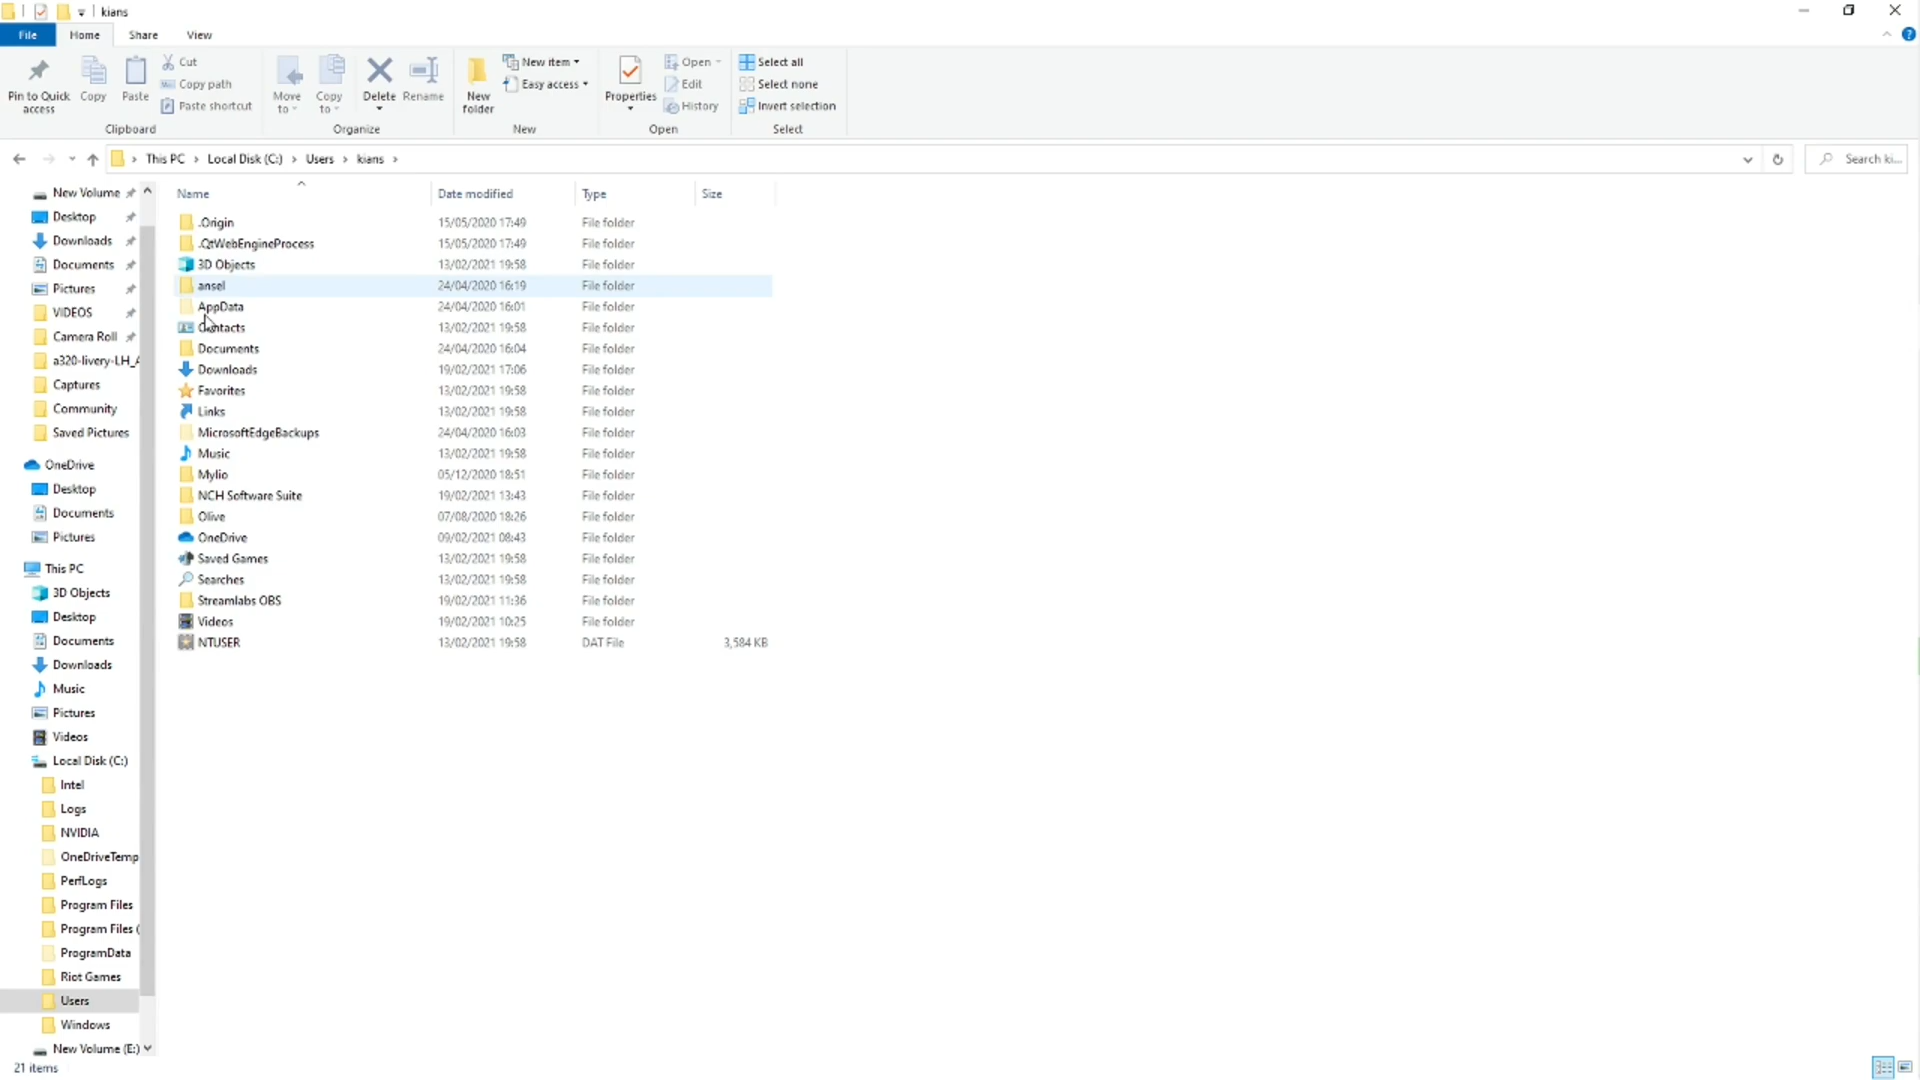 kians
File Home Share View
Pin to Quick access
Copy
Paste
Cut
Copy path
Paste shortcut
Clipboard
Move to
Copy to
Delete
Rename
Organize
New folder
New item
Easy access
New
Properties
Open
Edit
History
Open
Select all
Select none
Invert selection
Select
This PC > Local Disk (C:) > Users > kians >
Search ki...
New Volume
Desktop
Downloads
Documents
Pictures
VIDEOS
Camera Roll
a320-livery-LH_A
Captures
Community
Saved Pictures
OneDrive
Desktop
Documents
Pictures
This PC
3D Objects
Desktop
Documents
Downloads
Music
Pictures
Videos
Local Disk (C:)
Intel
Logs
NVIDIA
OneDriveTemp
PerfLogs
Program Files
Program Files (
ProgramData
Riot Games
Users
Windows
New Volume (E:)
Name Date modified Type Size
.Origin 15/05/2020 17:49 File folder
.QtWebEngineProcess 15/05/2020 17:49 File folder
3D Objects 13/02/2021 19:58 File folder
ansel 24/04/2020 16:19 File folder
AppData 24/04/2020 16:01 File folder
Contacts 13/02/2021 19:58 File folder
Documents 24/04/2020 16:04 File folder
Downloads 19/02/2021 17:06 File folder
Favorites 13/02/2021 19:58 File folder
Links 13/02/2021 19:58 File folder
MicrosoftEdgeBackups 24/04/2020 16:03 File folder
Music 13/02/2021 19:58 File folder
Mylio 05/12/2020 18:51 File folder
NCH Software Suite 19/02/2021 13:43 File folder
Olive 07/08/2020 18:26 File folder
OneDrive 09/02/2021 08:43 File folder
Saved Games 13/02/2021 19:58 File folder
Searches 13/02/2021 19:58 File folder
Streamlabs OBS 19/02/2021 11:36 File folder
Videos 19/02/2021 10:25 File folder
NTUSER 13/02/2021 19:58 DAT File 3,584 KB
21 items